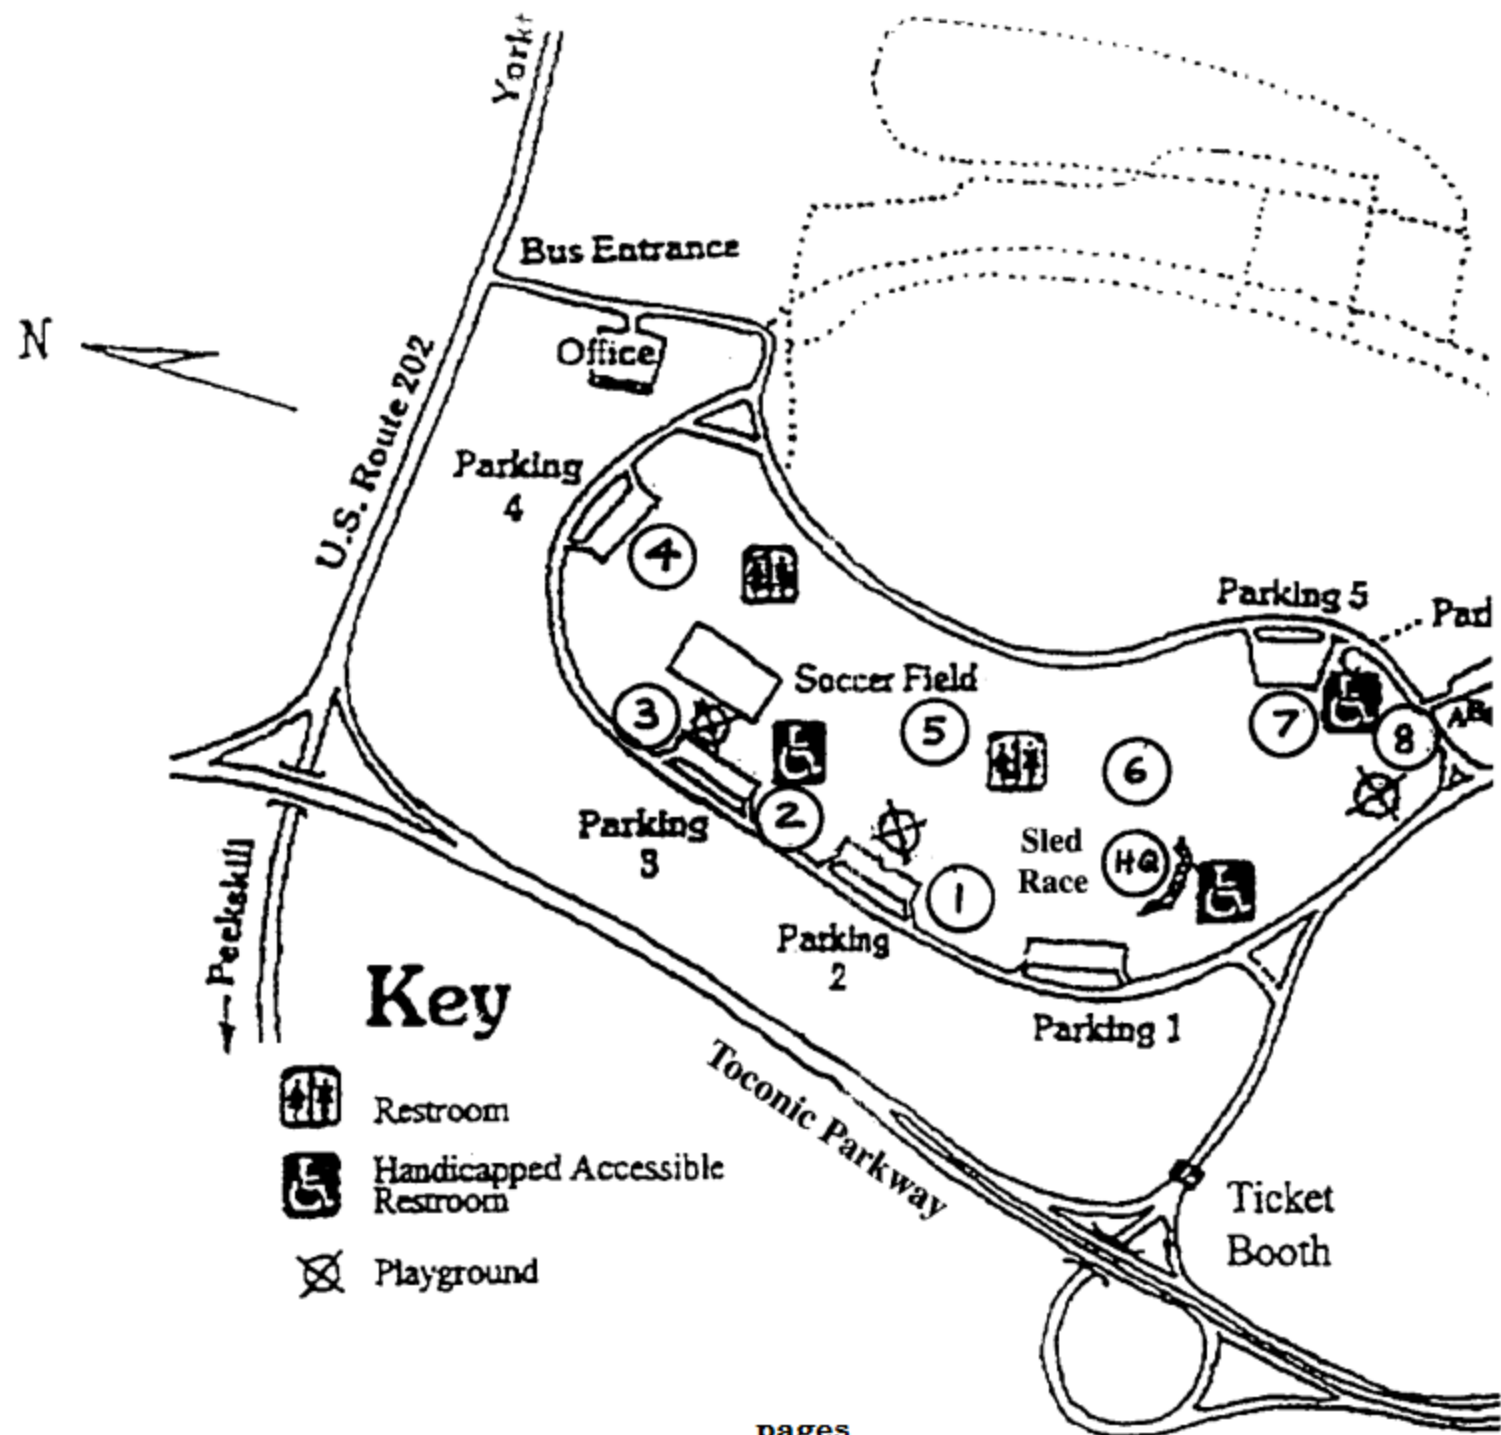 N
Bus Entrance
Office
U.S. Route 202
Parking
4
4
Parking 5
Soccer Field
3
5
7
8
6
2
Parking
3
Sled
Race
HQ
1
Parking
2
Parking 1
Peekskill
Key
Restroom
Handicapped Accessible
Restroom
Playground
Toconic Parkway
Ticket
Booth
pages